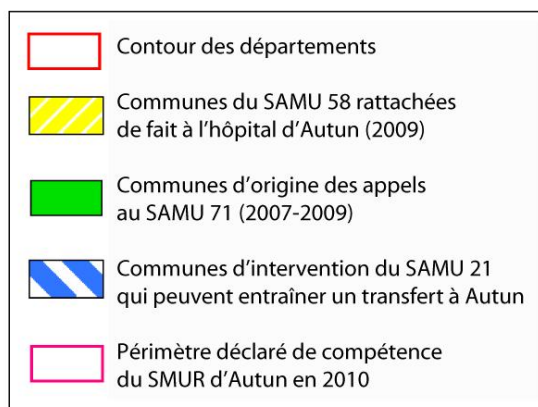 Contour des départements
Communes du SAMU 58 rattachées
de fait à l'hôpital d'Autun (2009)
Communes d'origine des appels
au SAMU 71 (2007-2009)
Communes d'intervention du SAMU 21
qui peuvent entraîner un transfert à Autun
Périmètre déclaré de compétence
du SMUR d'Autun en 2010